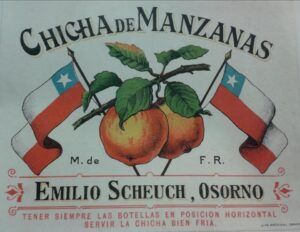 CHICHA DE MANZANAS
M. de F. R.
EMILIO SCHEUCH, OSORNO
TENER SIEMPRE LAS BOTELLAS EN POSICION HORIZONTAL
SERVIR LA CHICHA BIEN FRIA.